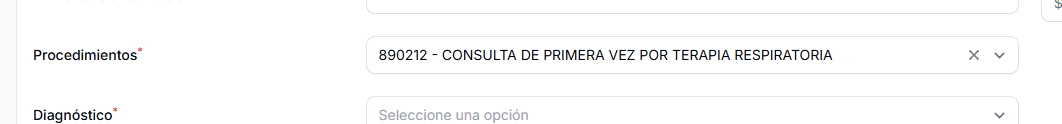 Procedimientos*
890212 - CONSULTA DE PRIMERA VEZ POR TERAPIA RESPIRATORIA
Diagnóstico*
Seleccione una opción